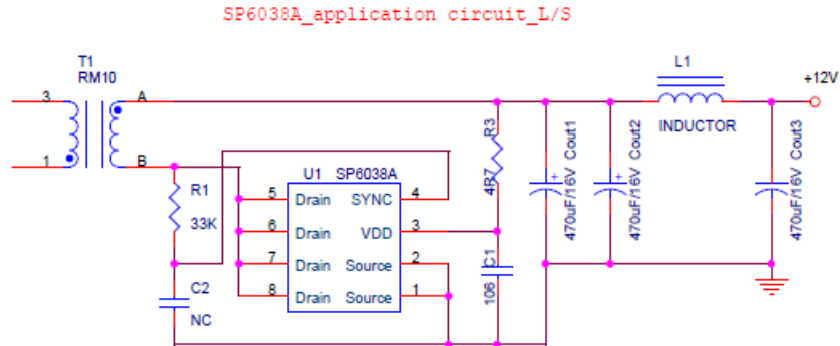 SP6038A_application circuit_L/S
T1
RM10
3
A
1
B
L1
INDUCTOR
+12V
R1
33K
C2
NC
U1 SP6038A
5 Drain SYNC 4
6 Drain VDD 3
7 Drain Source 2
8 Drain Source 1
4R7 R3
106 C1
470uF/16V Cout1
470uF/16V Cout2
470uF/16V Cout3
+
+